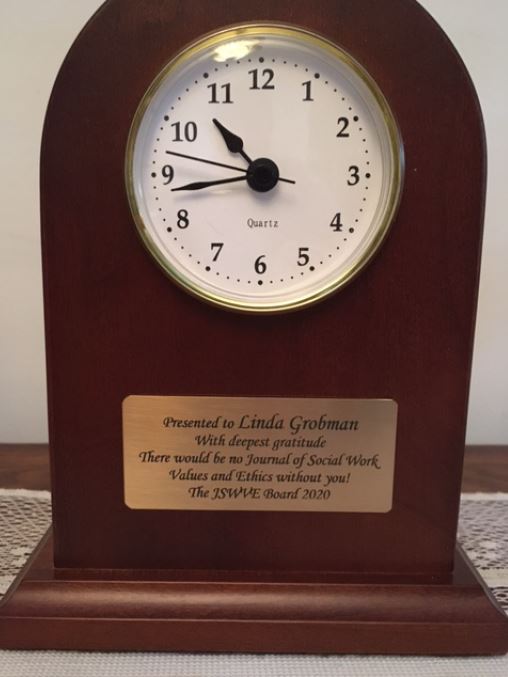 12
11
1
10
2
9
3
8
4
7
5
6
Quartz
Presented to Linda Grobman
With deepest gratitude
There would be no Journal of Social Work
Values and Ethics without you!
The JSWVE Board 2020